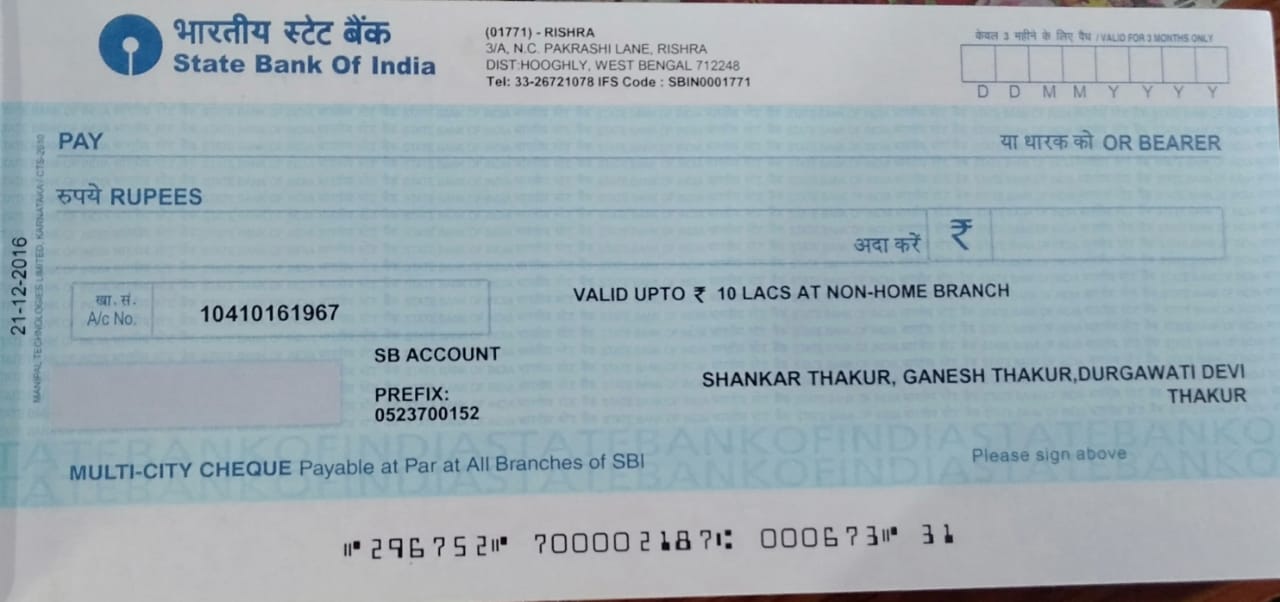 भारतीय स्टेट बैंक
State Bank Of India
(01771) - RISHRA
3/A, N.C. PAKRASHI LANE, RISHRA
DIST:HOOGHLY, WEST BENGAL 712248
Tel: 33-26721078 IFS Code : SBIN0001771
केवल 3 महीने के लिए वैध / VALID FOR 3 MONTHS ONLY
D D M M Y Y Y Y
PAY
या धारक को OR BEARER
रुपये RUPEES
अदा करें ₹
खा. सं.
A/c No.
10410161967
VALID UPTO ₹ 10 LACS AT NON-HOME BRANCH
SB ACCOUNT
PREFIX:
0523700152
SHANKAR THAKUR, GANESH THAKUR,DURGAWATI DEVI
THAKUR
MULTI-CITY CHEQUE Payable at Par at All Branches of SBI
Please sign above
⑈296752⑈ 700002187⑆ 000673⑈ 31
21-12-2016
MANIPAL TECHNOLOGIES LIMITED, KARNATAKA / CTS-2010
STATEBANKOFINDIASTATEBANKOFINDIASTATEBANKO